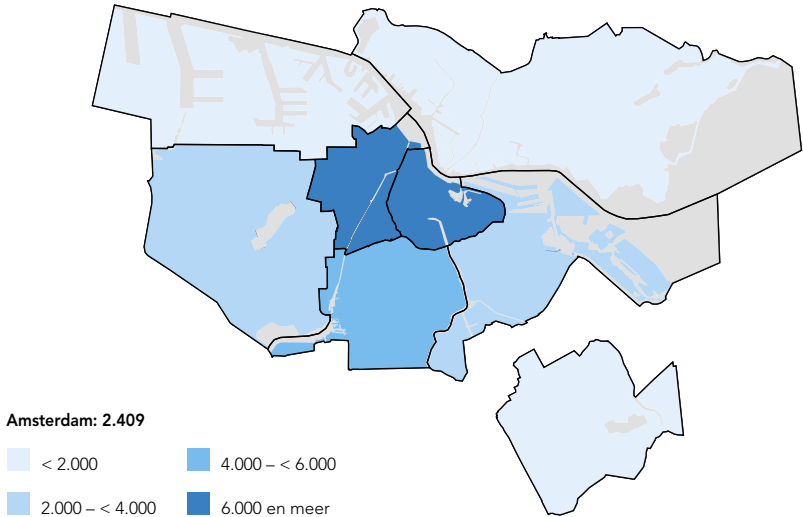 Amsterdam: 2.409
< 2.000
4.000 – < 6.000
2.000 – < 4.000
6.000 en meer